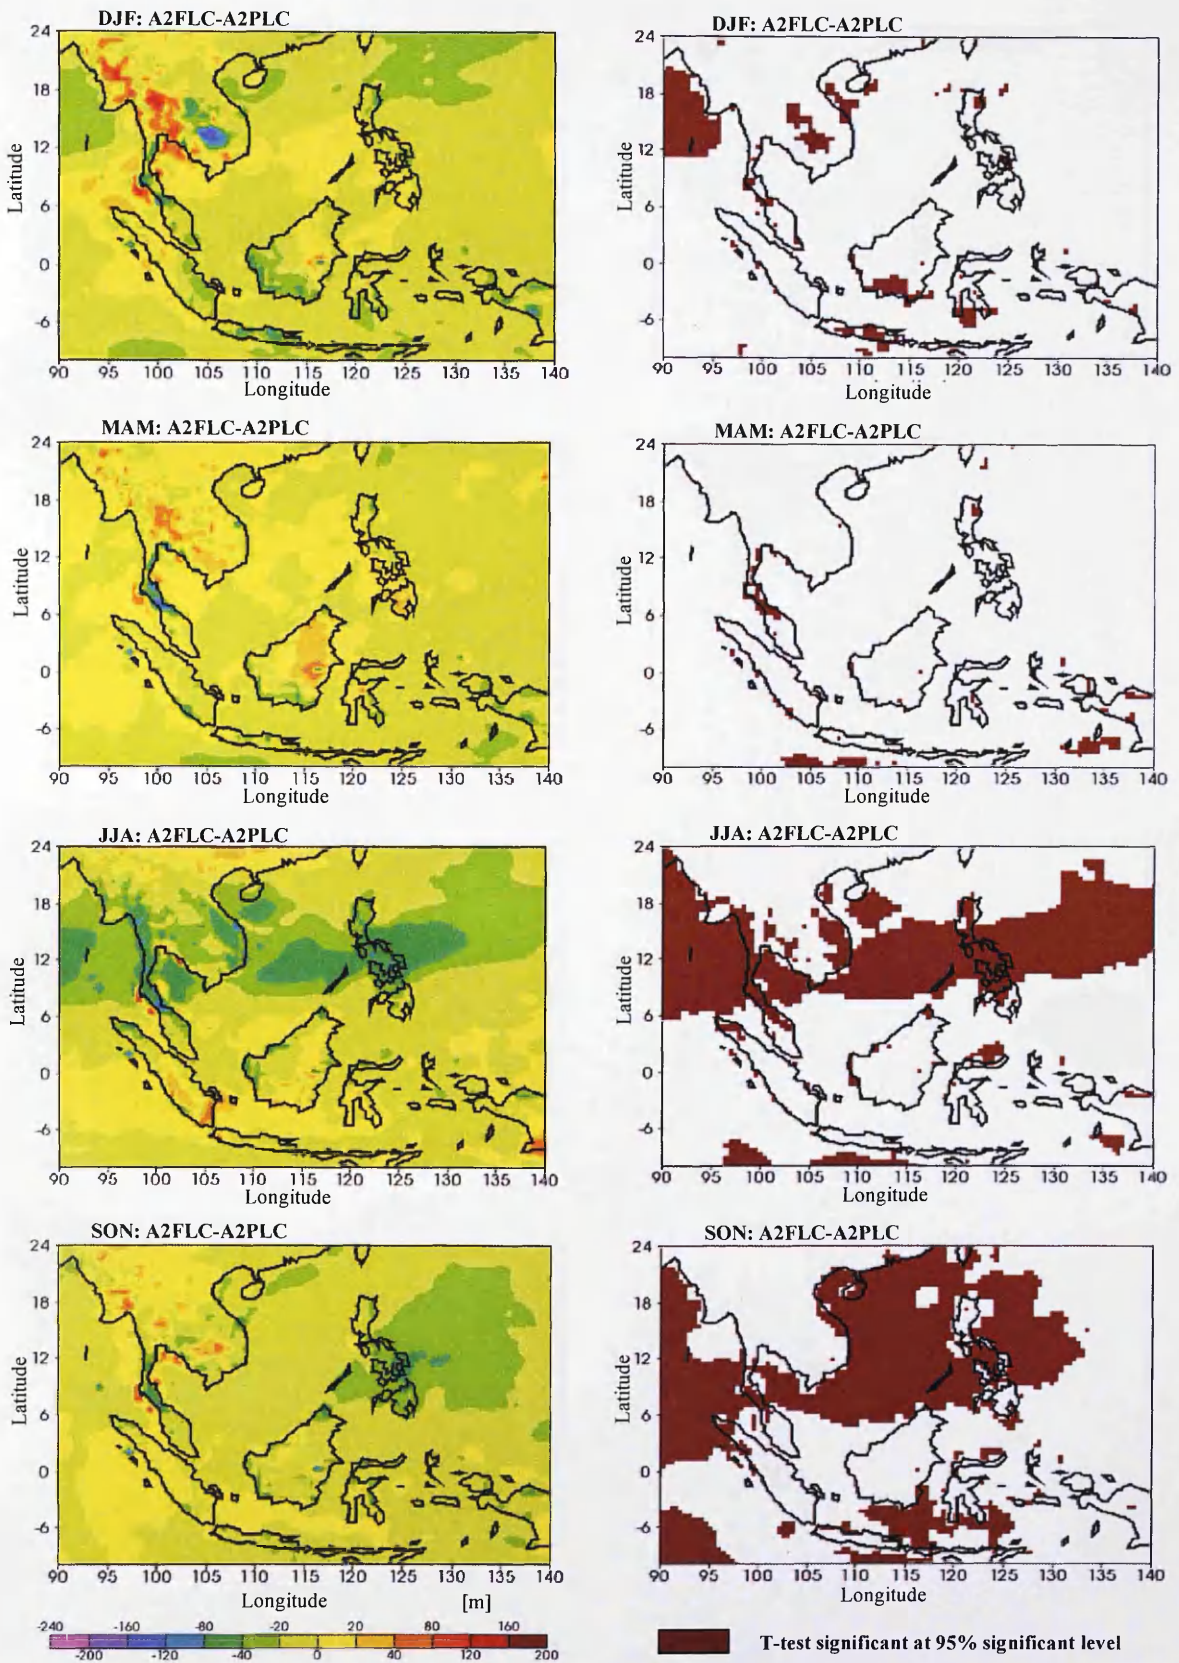 DJF: A2FLC-A2PLC
24
18
12
6
0
-6
Latitude
90 95 100 105 110 115 120 125 130 135 140
Longitude
DJF: A2FLC-A2PLC
24
18
12
6
0
-6
Latitude
90 95 100 105 110 115 120 125 130 135 140
Longitude
MAM: A2FLC-A2PLC
24
18
12
6
0
-6
Latitude
90 95 100 105 110 115 120 125 130 135 140
Longitude
MAM: A2FLC-A2PLC
24
18
12
6
0
-6
Latitude
90 95 100 105 110 115 120 125 130 135 140
Longitude
JJA: A2FLC-A2PLC
24
18
12
6
0
-6
Latitude
90 95 100 105 110 115 120 125 130 135 140
Longitude
JJA: A2FLC-A2PLC
24
18
12
6
0
-6
Latitude
90 95 100 105 110 115 120 125 130 135 140
Longitude
SON: A2FLC-A2PLC
24
18
12
6
0
-6
Latitude
90 95 100 105 110 115 120 125 130 135 140
Longitude [m]
-240 -160 -80 -20 20 80 160
-200 -120 -40 0 40 120 200
SON: A2FLC-A2PLC
24
18
12
6
0
-6
Latitude
90 95 100 105 110 115 120 125 130 135 140
Longitude
T-test significant at 95% significant level